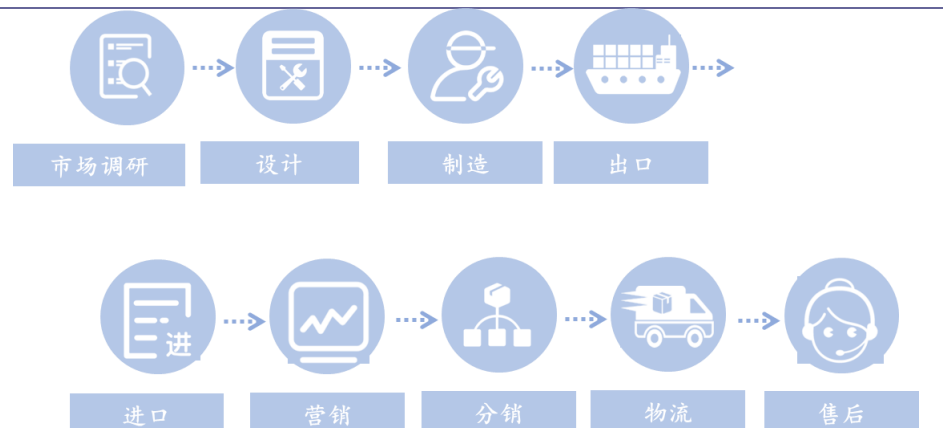 市场调研
设计
制造
出口
进
进口
营销
分销
物流
售后